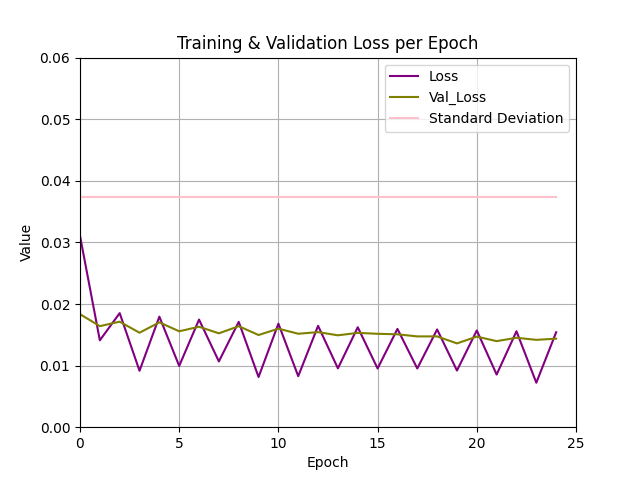 Training & Validation Loss per Epoch
0.06
0.05
0.04
0.03
0.02
0.01
0.00
Value
Loss
Val_Loss
Standard Deviation
0 5 10 15 20 25
Epoch